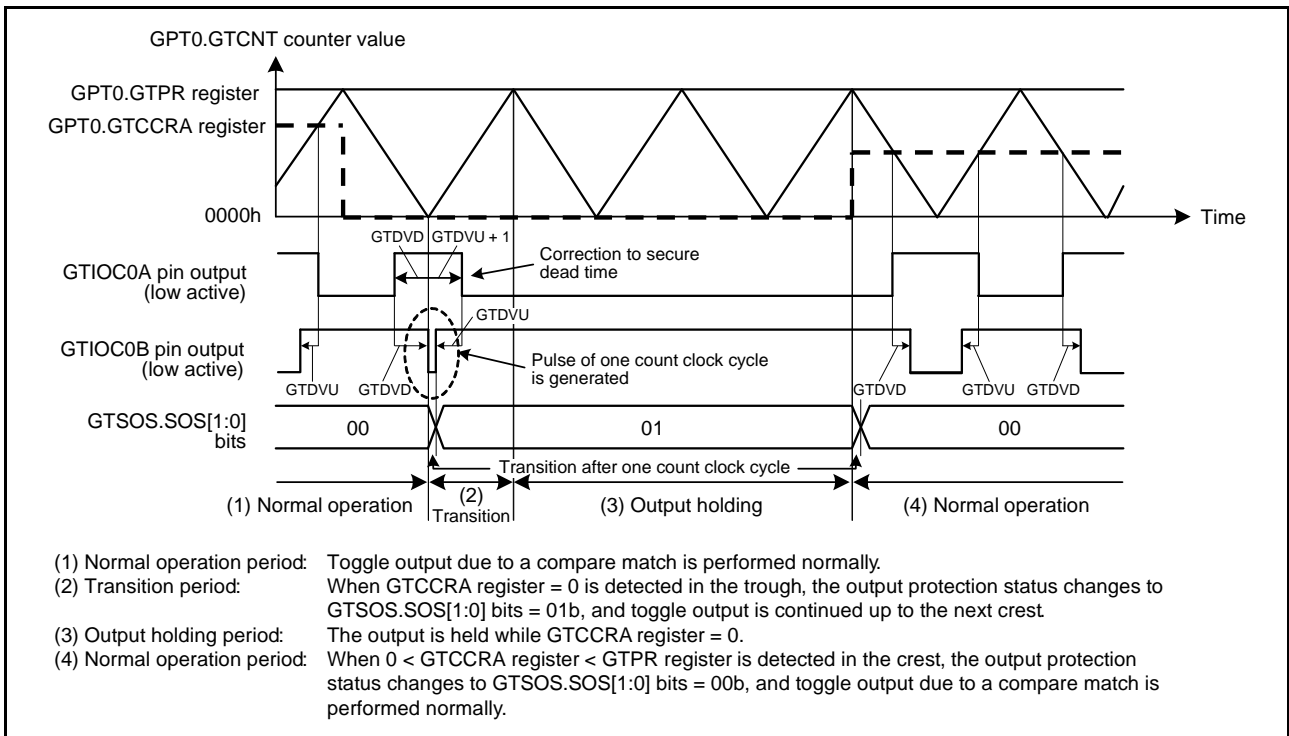 GPT0.GTCNT counter value
GPT0.GTPR register
GPT0.GTCCRA register
0000h
Time
GTDVD GTDVU + 1
Correction to secure
dead time
GTIOC0A pin output
(low active)
GTDVU
GTIOC0B pin output
(low active)
Pulse of one count clock cycle
is generated
GTDVU GTDVD GTDVD GTDVU GTDVD
GTSOS.SOS[1:0]
bits
00 01 00
Transition after one count clock cycle
(1) Normal operation (2) Transition (3) Output holding (4) Normal operation
(1) Normal operation period: Toggle output due to a compare match is performed normally.
(2) Transition period: When GTCCRA register = 0 is detected in the trough, the output protection status changes to
GTSOS.SOS[1:0] bits = 01b, and toggle output is continued up to the next crest.
(3) Output holding period: The output is held while GTCCRA register = 0.
(4) Normal operation period: When 0 < GTCCRA register < GTPR register is detected in the crest, the output protection
status changes to GTSOS.SOS[1:0] bits = 00b, and toggle output due to a compare match is
performed normally.